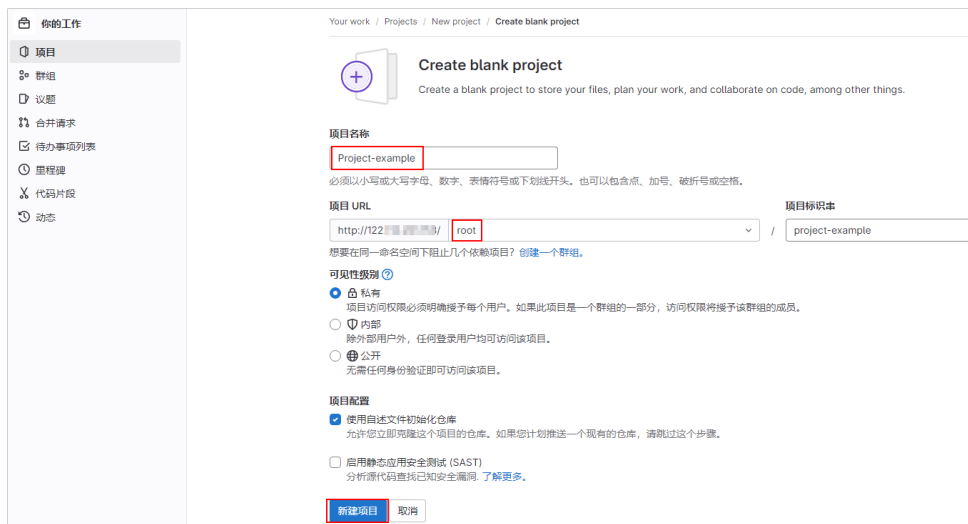 你的工作
项目
群组
议题
合并请求
待办事项列表
里程碑
代码片段
动态
Your work / Projects / New project / Create blank project
Create blank project
Create a blank project to store your files, plan your work, and collaborate on code, among other things.
项目名称
Project-example
必须以小写或大写字母、数字、表情符号或下划线开头。也可以包含点、加号、破折号或空格。
项目 URL
项目标识串
http://122 / root / project-example
想要在同一命名空间下阻止几个依赖项目？创建一个群组。
可见性级别
私有
项目访问权限必须明确授予每个用户。如果此项目是一个群组的一部分，访问权限将授予该群组的成员。
内部
除外部用户外，任何登录用户均可访问该项目。
公开
无需任何身份验证即可访问该项目。
项目配置
使用自述文件初始化仓库
允许您立即克隆这个项目的仓库。如果您计划推送一个现有的仓库，请跳过这个步骤。
启用静态应用安全测试 (SAST)
分析源代码查找已知安全漏洞. 了解更多。
新建项目 取消